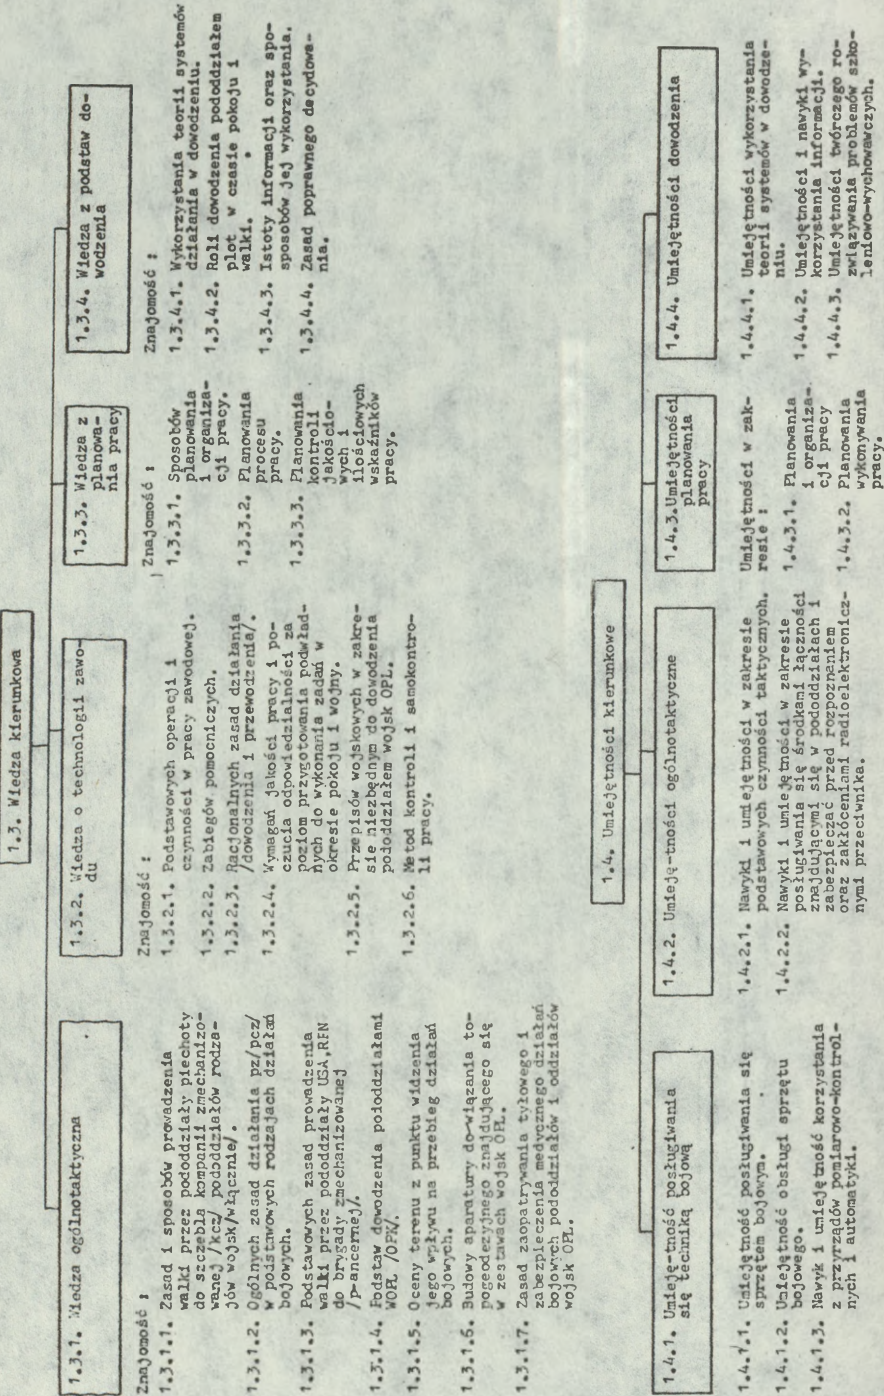 1.3. Wiedza kierunkowa
1.3.1. Wiedza ogólnotaktyczna
Znajomość :
1.3.1.1. Zasad i sposobów prowadzenia
walki przez pododdziały piechoty
do szczebla kompanii zmechanizo-
wanej /kcz/ pododdziałów rodza-
jów wojsk/włącznie/.
1.3.1.2. Ogólnych zasad działania pz/pcz/
w podstawowych rodzajach działań
bojowych.
1.3.1.3. Podstawowych zasad prowadzenia
walki przez pododdziały USA,RFN
do brygady zmechanizowanej
/p-ancernej/.
1.3.1.4. Podstaw dowodzenia pododdziałami
WOPL /OPK/.
1.3.1.5. Oceny terenu z punktu widzenia
jego wpływu na przebieg działań
bojowych.
1.3.1.6. Budowy aparatury do-wiązania to-
pogeodezyjnego znajdującego się
w zestawach wojsk OPL.
1.3.1.7. Zasad zaopatrywania tyłowego i
zabezpieczenia medycznego działań
bojowych pododdziałów i oddziałów
wojsk OPL.
1.3.2. Wiedza o technologii zawo-
du
Znajomość :
1.3.2.1. Podstawowych operacji i
czynności w pracy zawodowej.
1.3.2.2. Zabiegów pomocniczych.
1.3.2.3. Racjonalnych zasad działania
/dowodzenia i przewodzenia/.
1.3.2.4. Wymagań jakości pracy i po-
czucia odpowiedzialności za
poziom przygotowania podwład-
nych do wykonania zadań w
okresie pokoju i wojny.
1.3.2.5. Przepisów wojskowych w zakre-
sie niezbędnym do dowodzenia
pododdziałem wojsk OPL.
1.3.2.6. Metod kontroli i samokontro-
li pracy.
1.3.3. Wiedza z
planowa-
nia pracy
Znajomość :
1.3.3.1. Sposobów
planowania
i organiza-
cji pracy.
1.3.3.2. Planowania
procesu
pracy.
1.3.3.3. Planowania
kontroli
jakościo-
wych i
ilościowych
wskaźników
pracy.
1.3.4. Wiedza z podstaw do-
wodzenia
Znajomość :
1.3.4.1. Wykorzystania teorii systemów
działania w dowodzeniu.
1.3.4.2. Roli dowodzenia pododdziałem
plot w czasie pokoju i
walki.
1.3.4.3. Istoty informacji oraz spo-
sposobów jej wykorzystania.
1.3.4.4. Zasad poprawnego decydowa-
nia.
1.4. Umiejętności kierunkowe
1.4.1. Umieję-tność posługiwania
się techniką bojową
1.4.1.1. Umiejętność posługiwania się
sprzętem bojowym.
1.4.1.2. Umiejętność obsługi sprzętu
bojowego.
1.4.1.3. Nawyk i umiejętność korzystania
z przyrządów pomiarowo-kontrol-
nych i automatyki.
1.4.2. Umieję-tności ogólnotaktyczne
1.4.2.1. Nawyki i umiejętności w zakresie
podstawowych czynności taktycznych.
1.4.2.2. Nawyki i umiejętności w zakresie
posługiwania się środkami łączności
znajdującymi się w pododdziałach i
zabezpieczać przed rozpoznaniem
oraz zakłóceniami radioelektronicz-
nymi przeciwnika.
1.4.3.Umiejętności
planowania
pracy
Umiejętności w zak-
resie :
1.4.3.1. Planowania
i organiza-
cji pracy
1.4.3.2. Planowania
wykonywania
pracy.
1.4.4. Umiejętności dowodzenia
1.4.4.1. Umiejętności wykorzystania
teorii systemów w dowodze-
niu.
1.4.4.2. Umiejętności i nawyki wy-
korzystania informacji.
1.4.4.3. Umiejętności twórczego ro-
związywania problemów szko-
leniowo-wychowawczych.